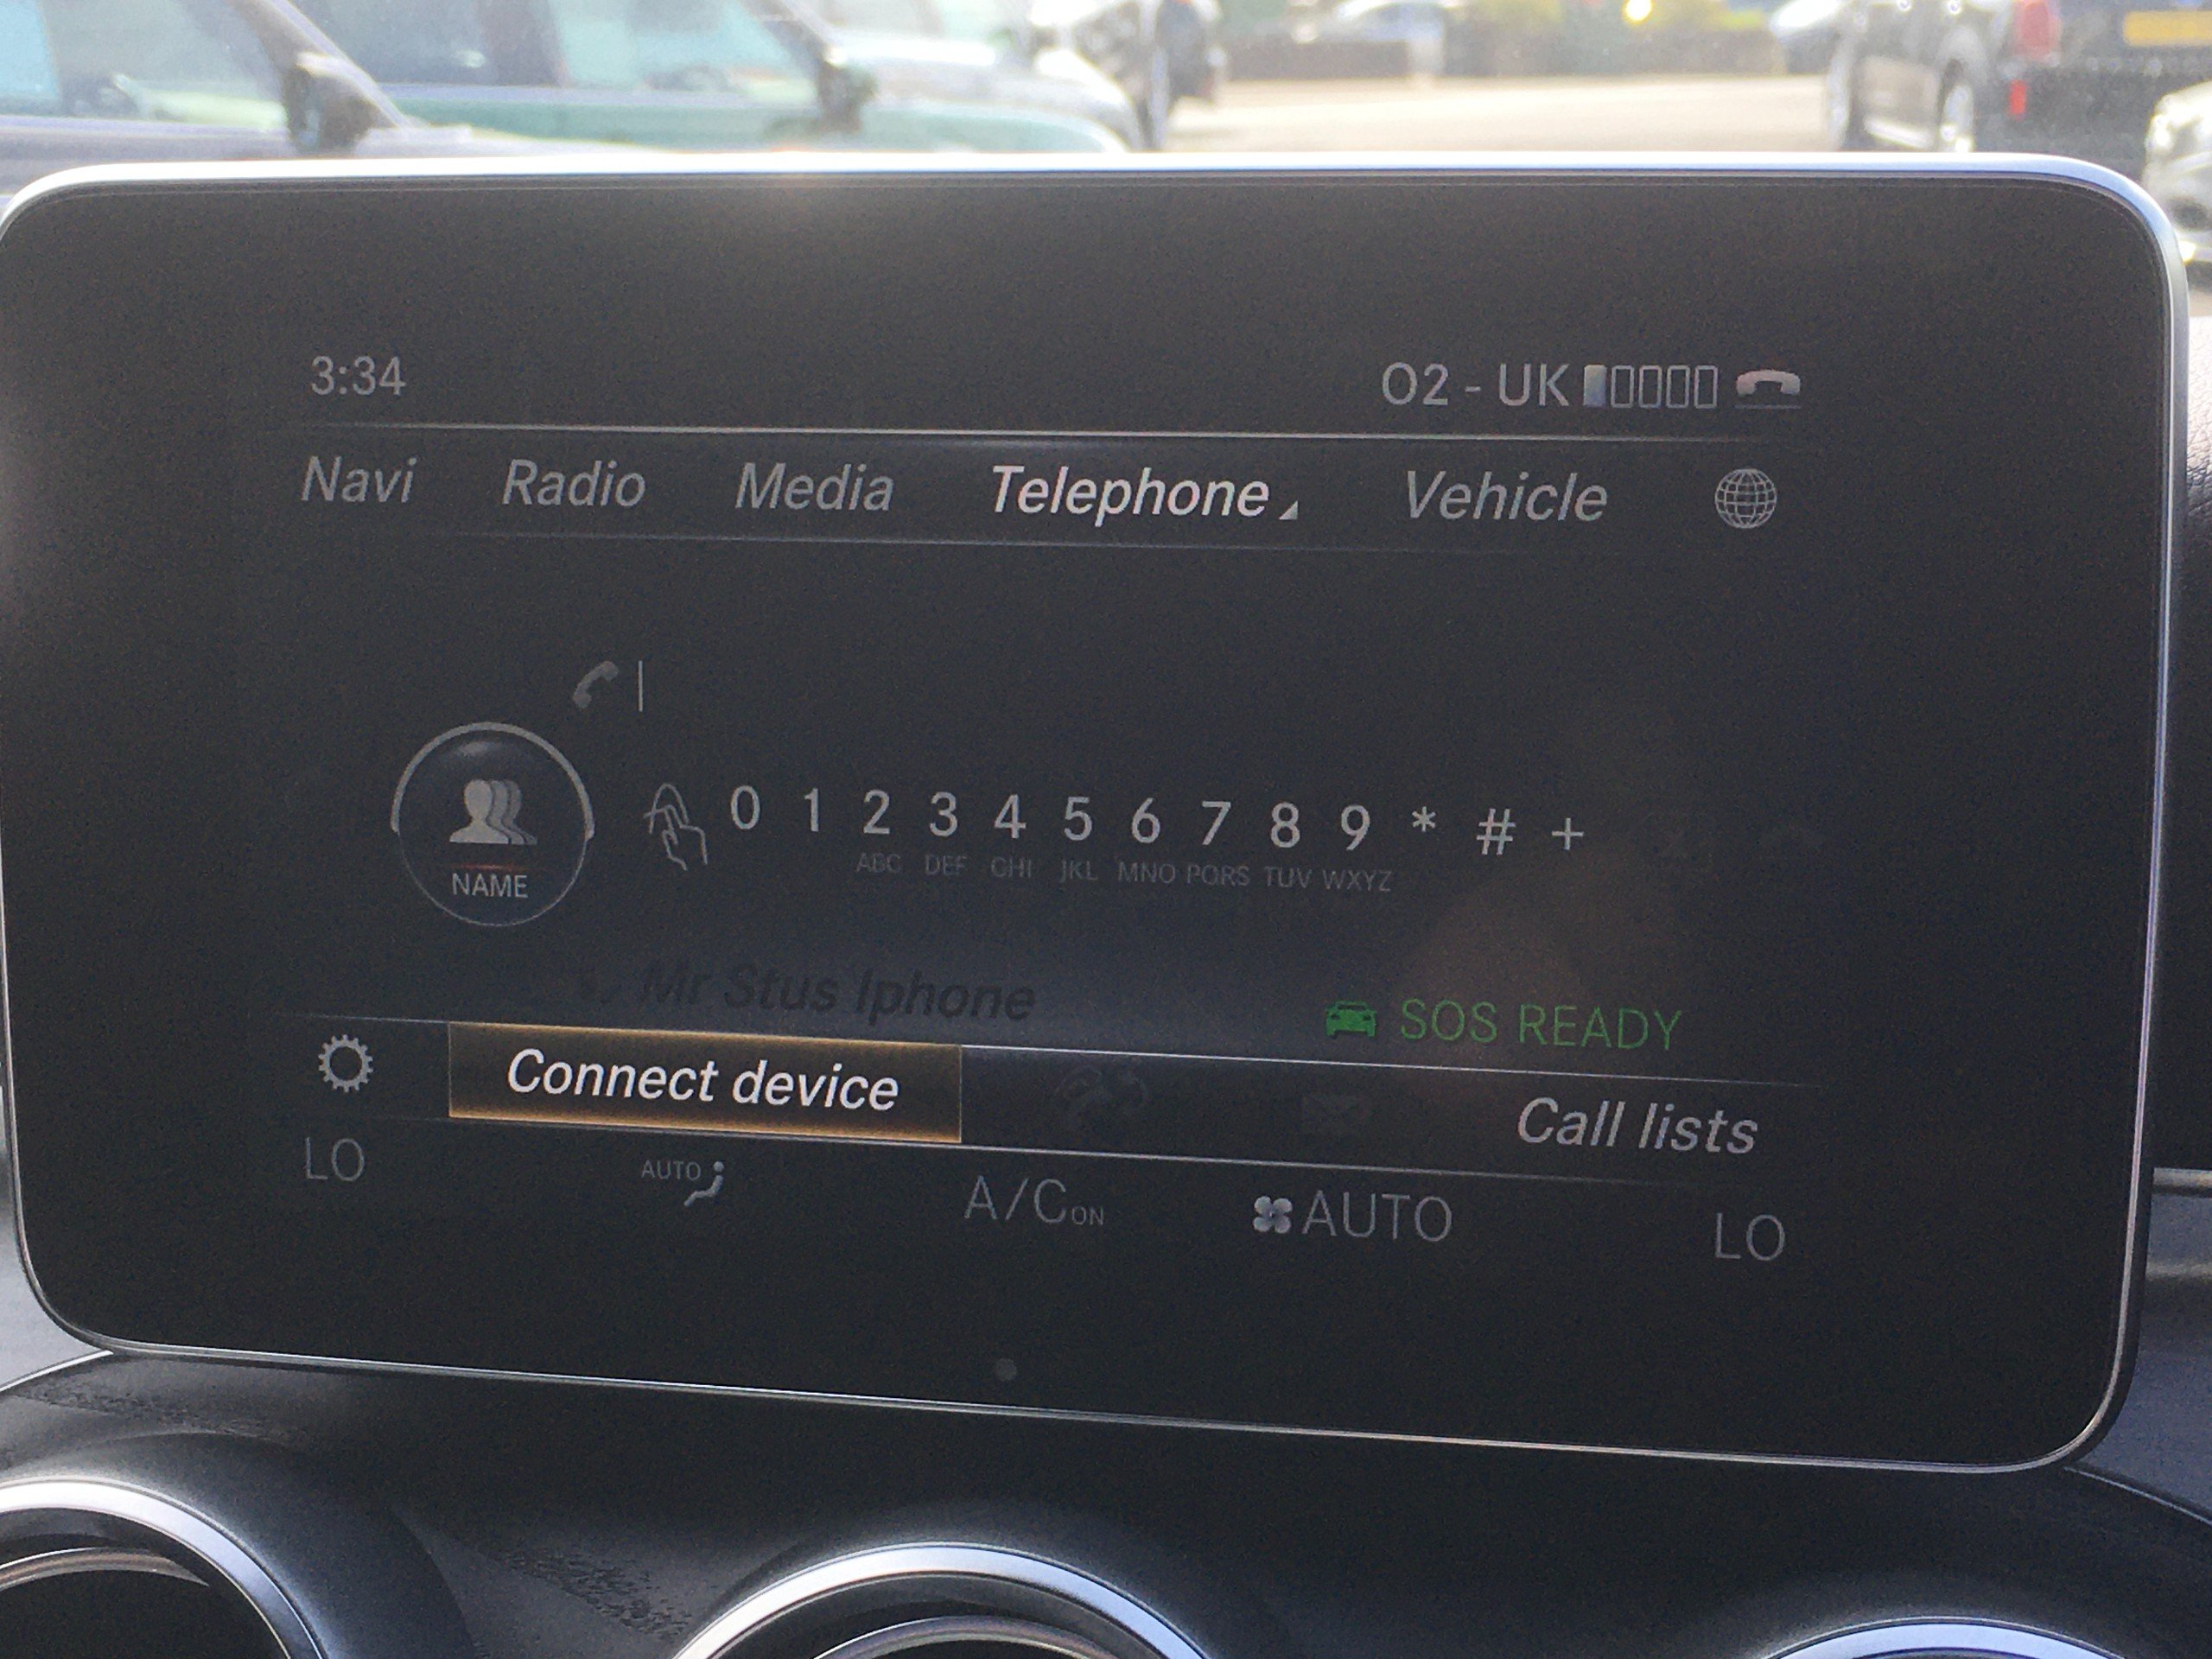 3:34 O2 - UK
Navi Radio Media Telephone Vehicle
0 1 2 3 4 5 6 7 8 9 * # +
ABC DEF GHI JKL MNO PQRS TUV WXYZ
NAME
Mr Stus Iphone
SOS READY
Connect device Call lists
LO AUTO A/C ON AUTO LO